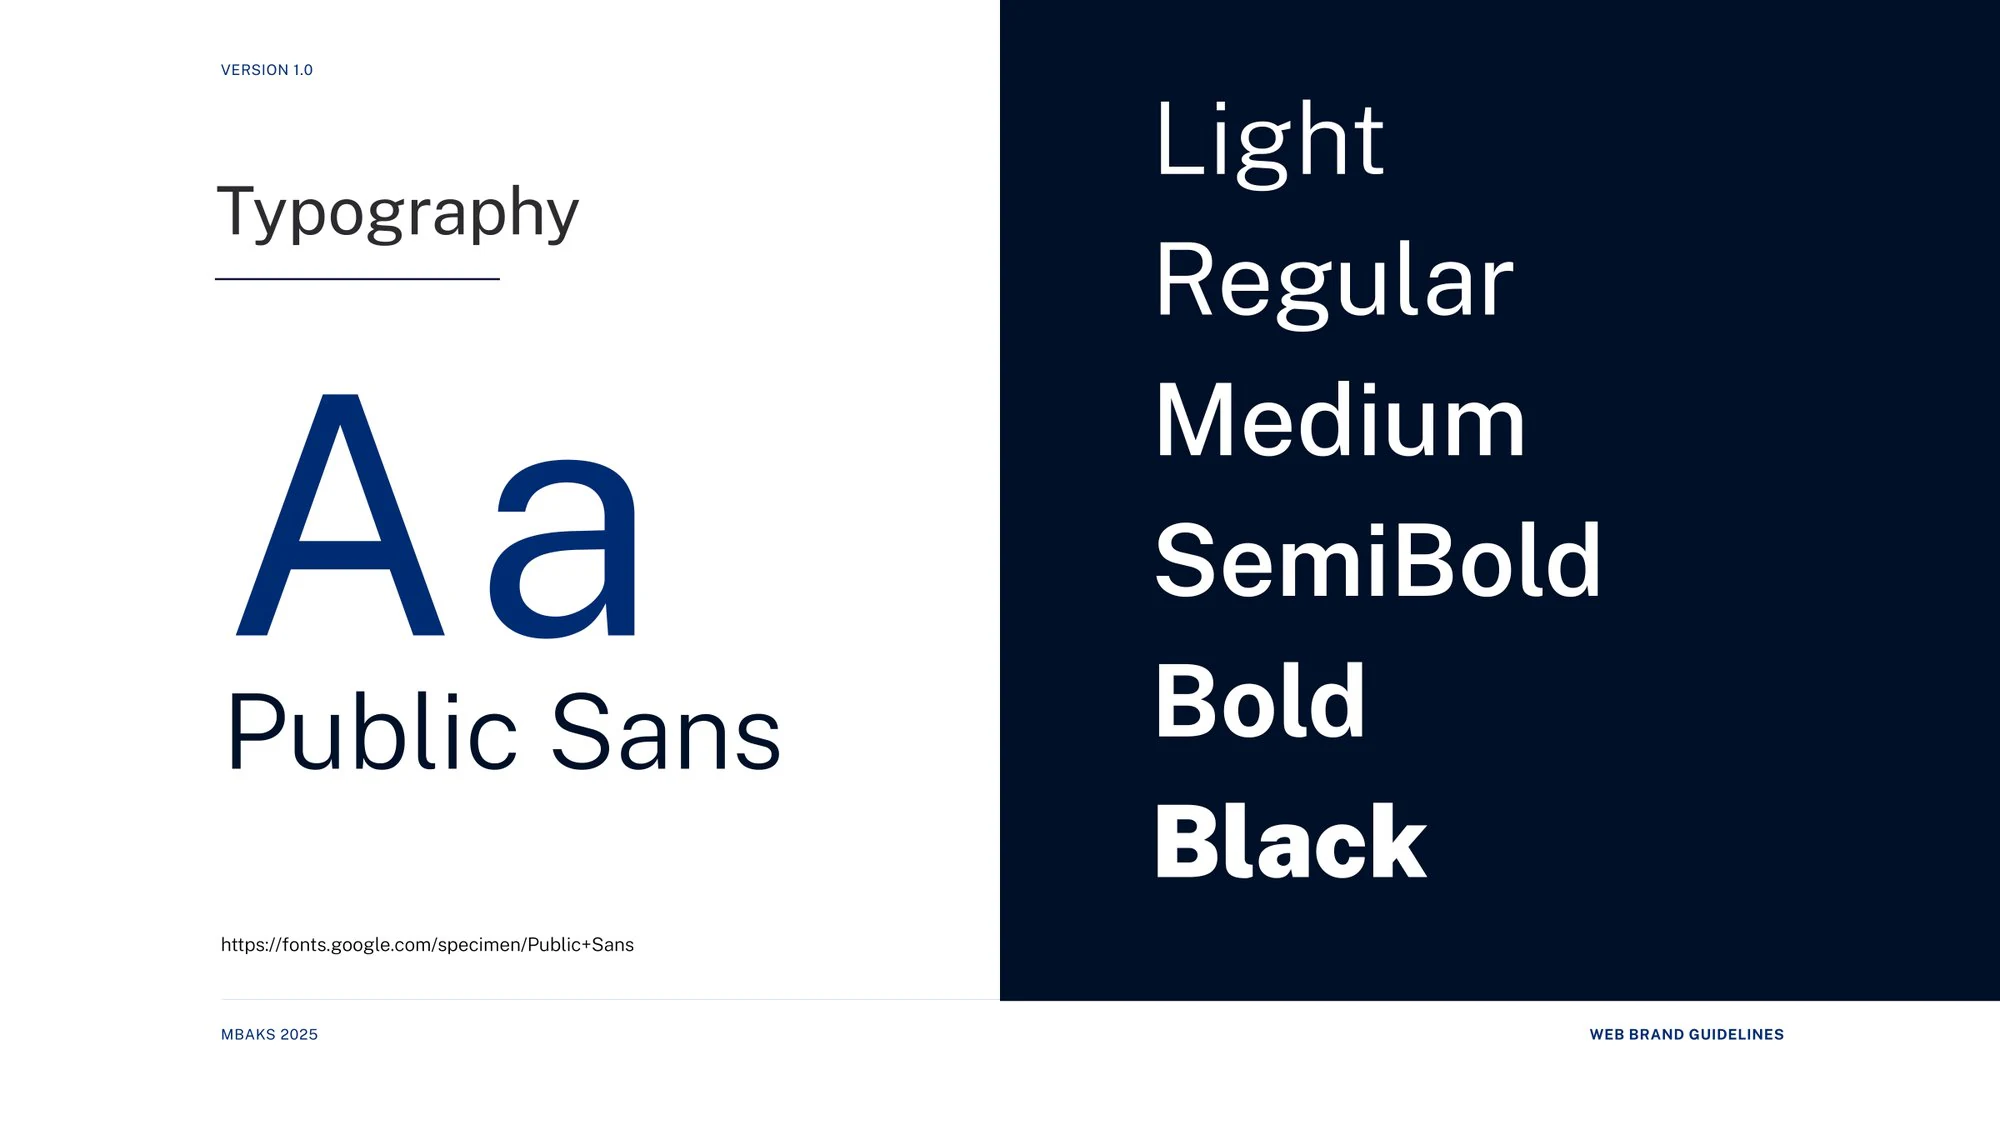 VERSION 1.0
Typography
Aa
Public Sans
https://fonts.google.com/specimen/Public+Sans
Light
Regular
Medium
SemiBold
Bold
Black
MBAKS 2025
WEB BRAND GUIDELINES